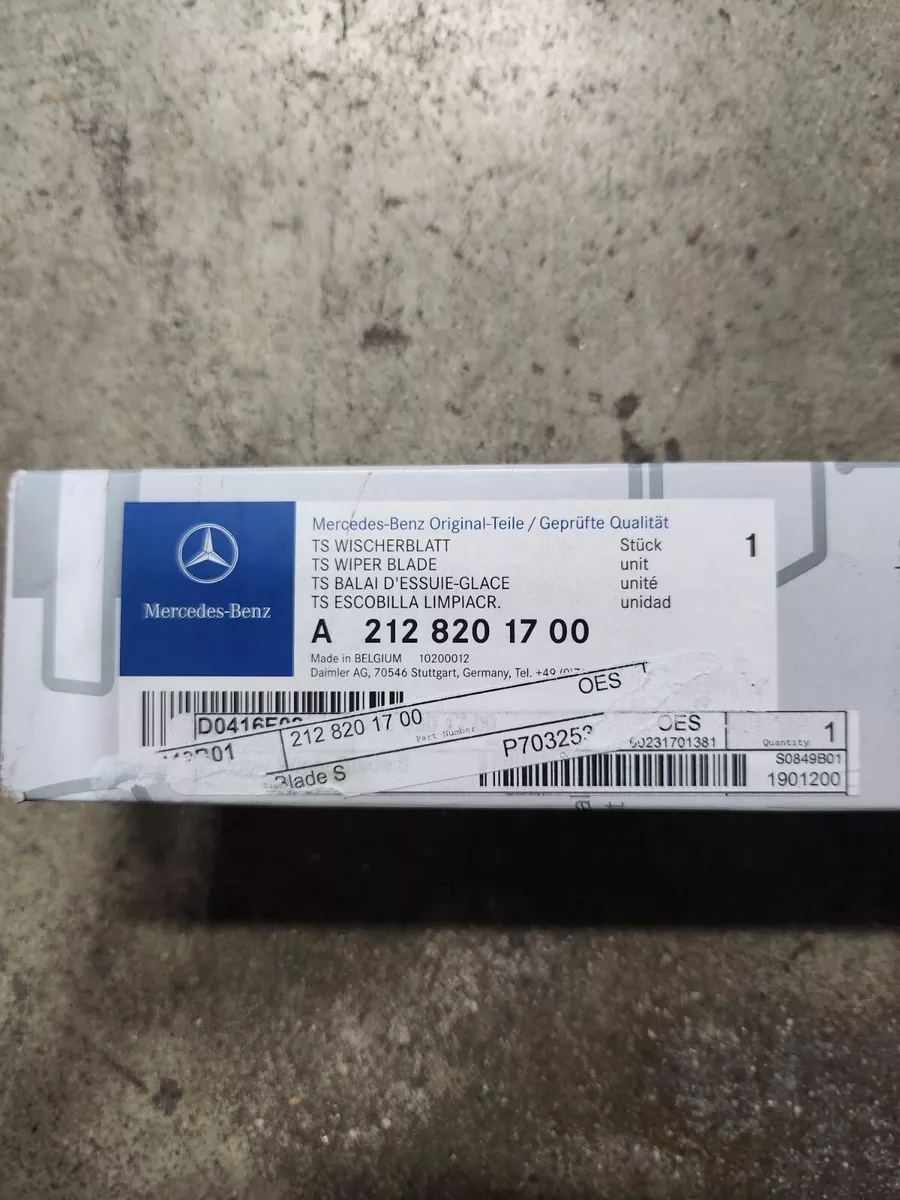 Mercedes-Benz
Mercedes-Benz Original-Teile / Geprüfte Qualität
TS WISCHERBLATT Stück 1
TS WIPER BLADE unit
TS BALAI D'ESSUIE-GLACE unité
TS ESCOBILLA LIMPIACR. unidad
A 212 820 17 00
Made in BELGIUM 10200012
Daimler AG, 70546 Stuttgart, Germany, Tel.
OES
212 820 17 00
Part Number
Blade S
OES
1
60231701381
Quantity
S0849B01
1901200